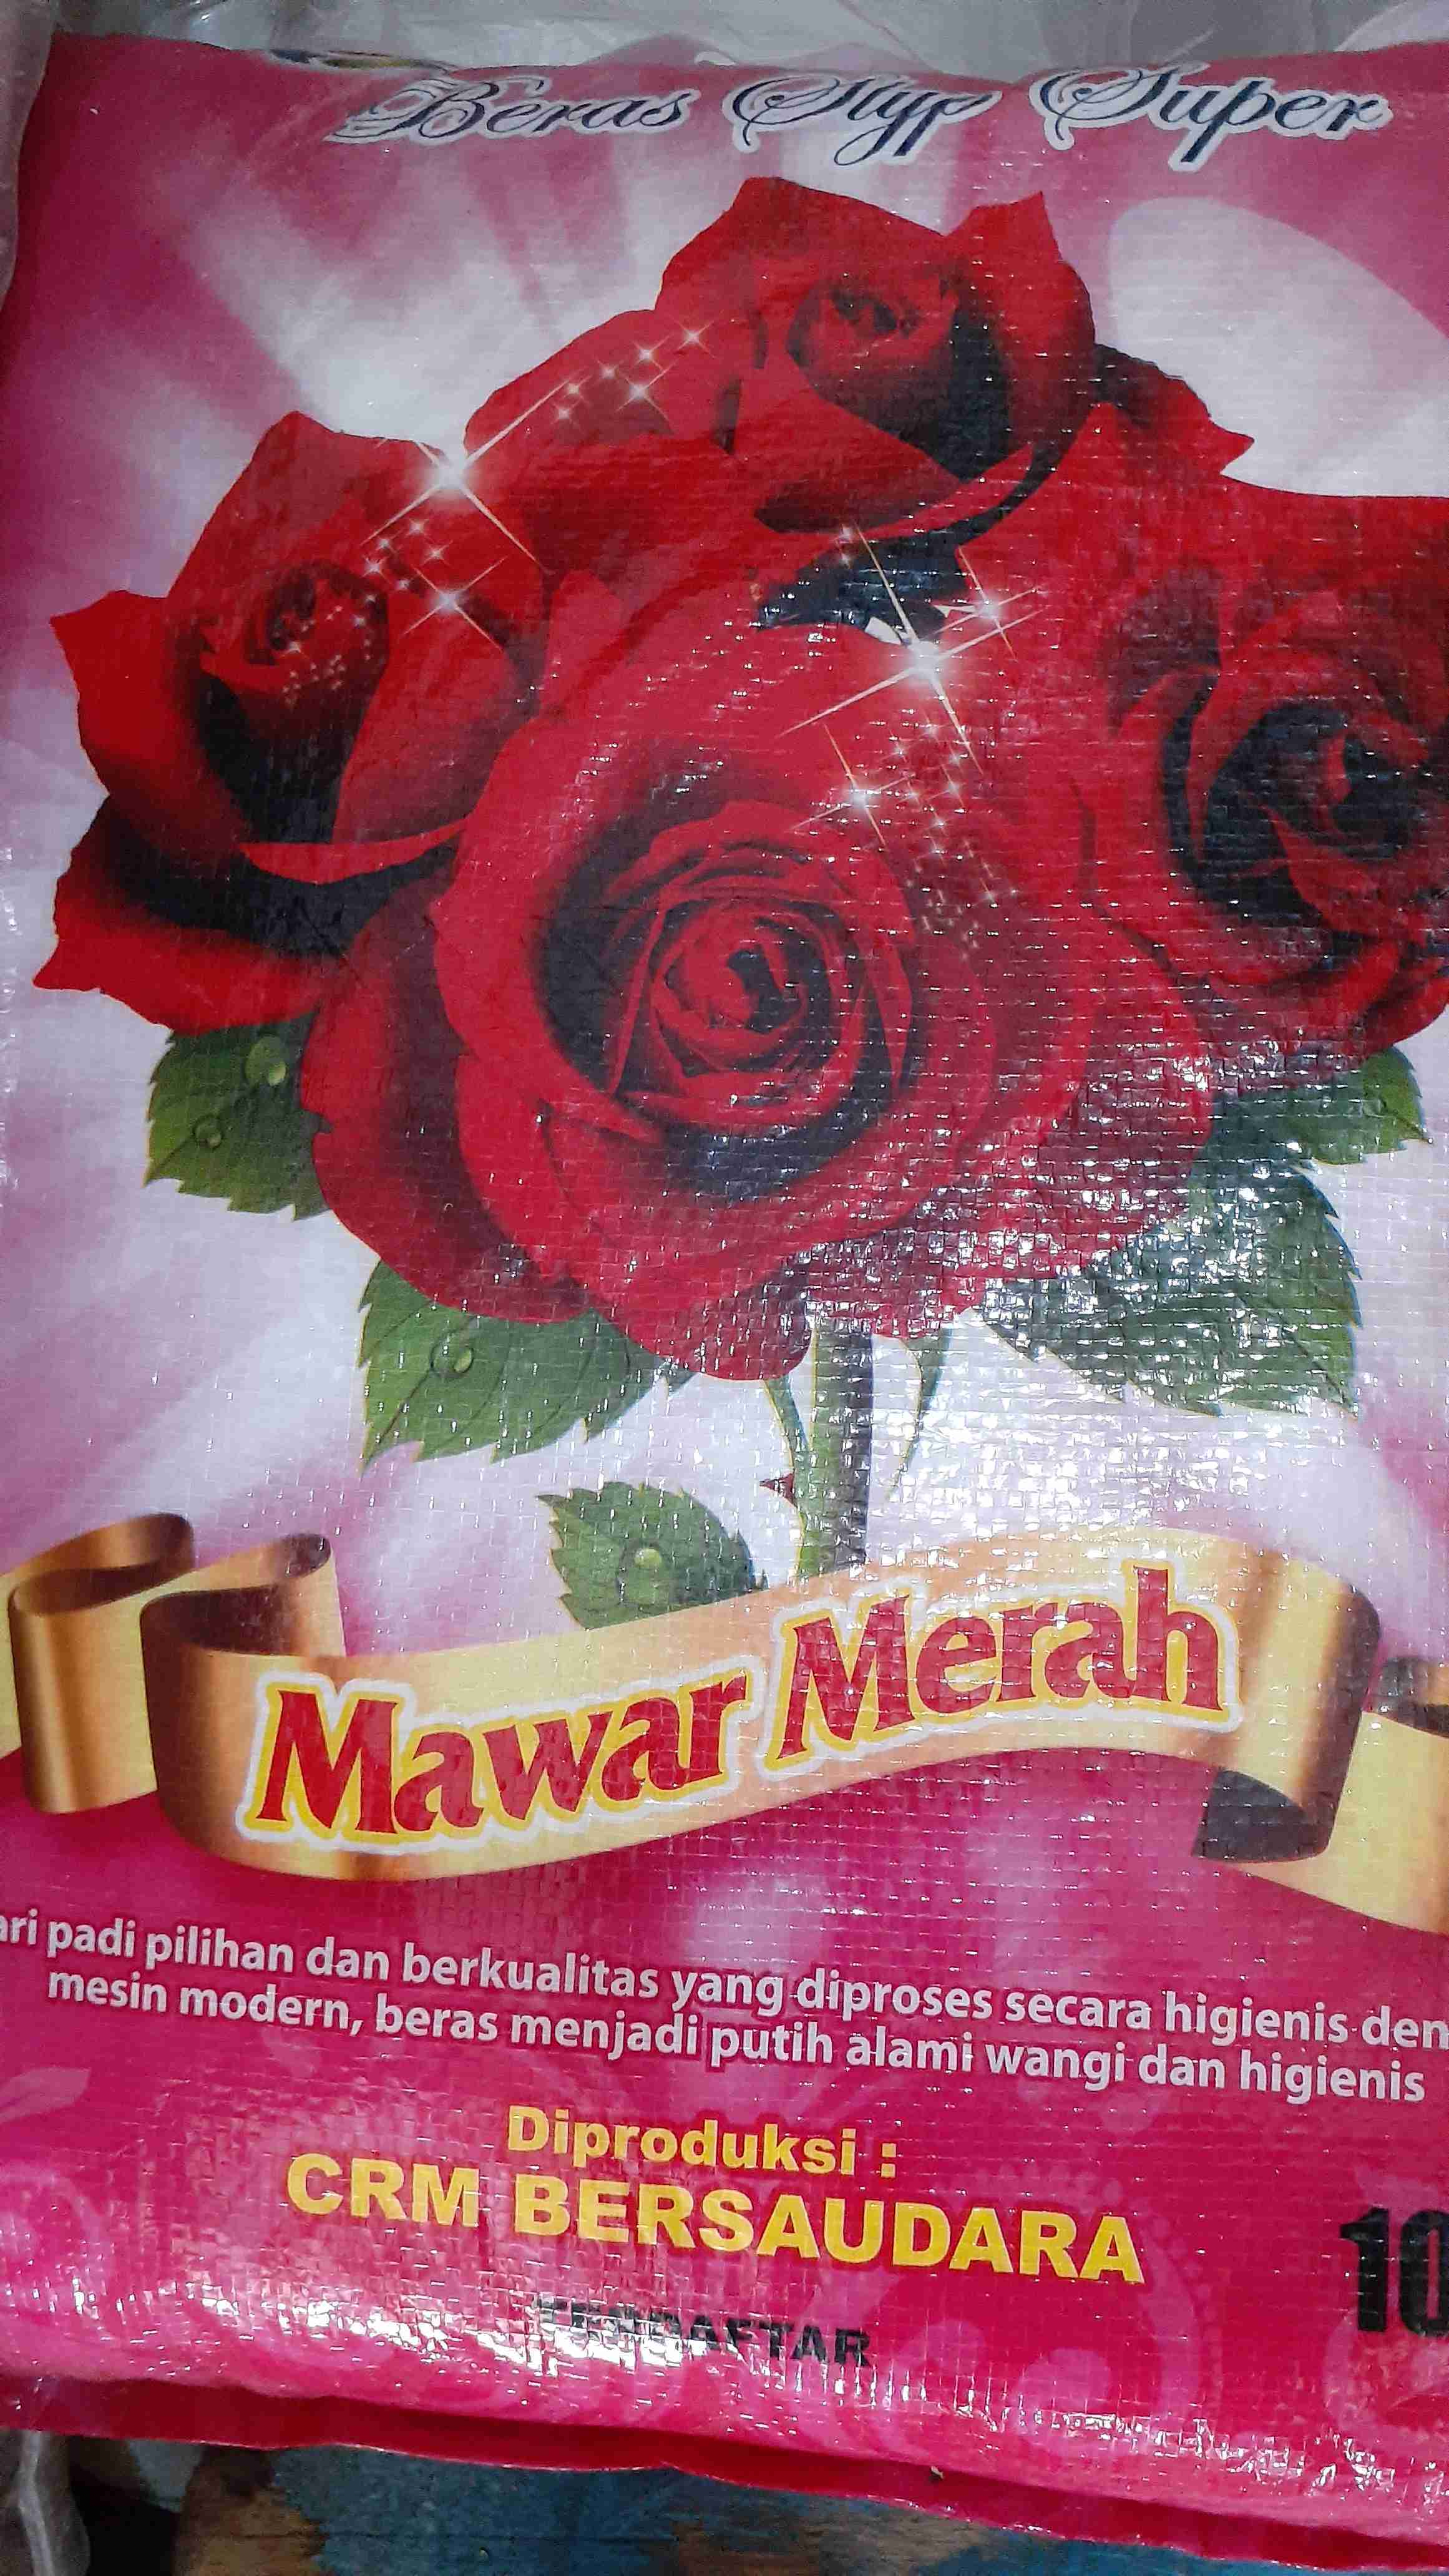 Beras Slyp Super
Mawar Merah
ari padi pilihan dan berkualitas yang diproses secara higienis den
mesin modern, beras menjadi putih alami wangi dan higienis
Diproduksi :
CRM BERSAUDARA
10
TERDAFTAR